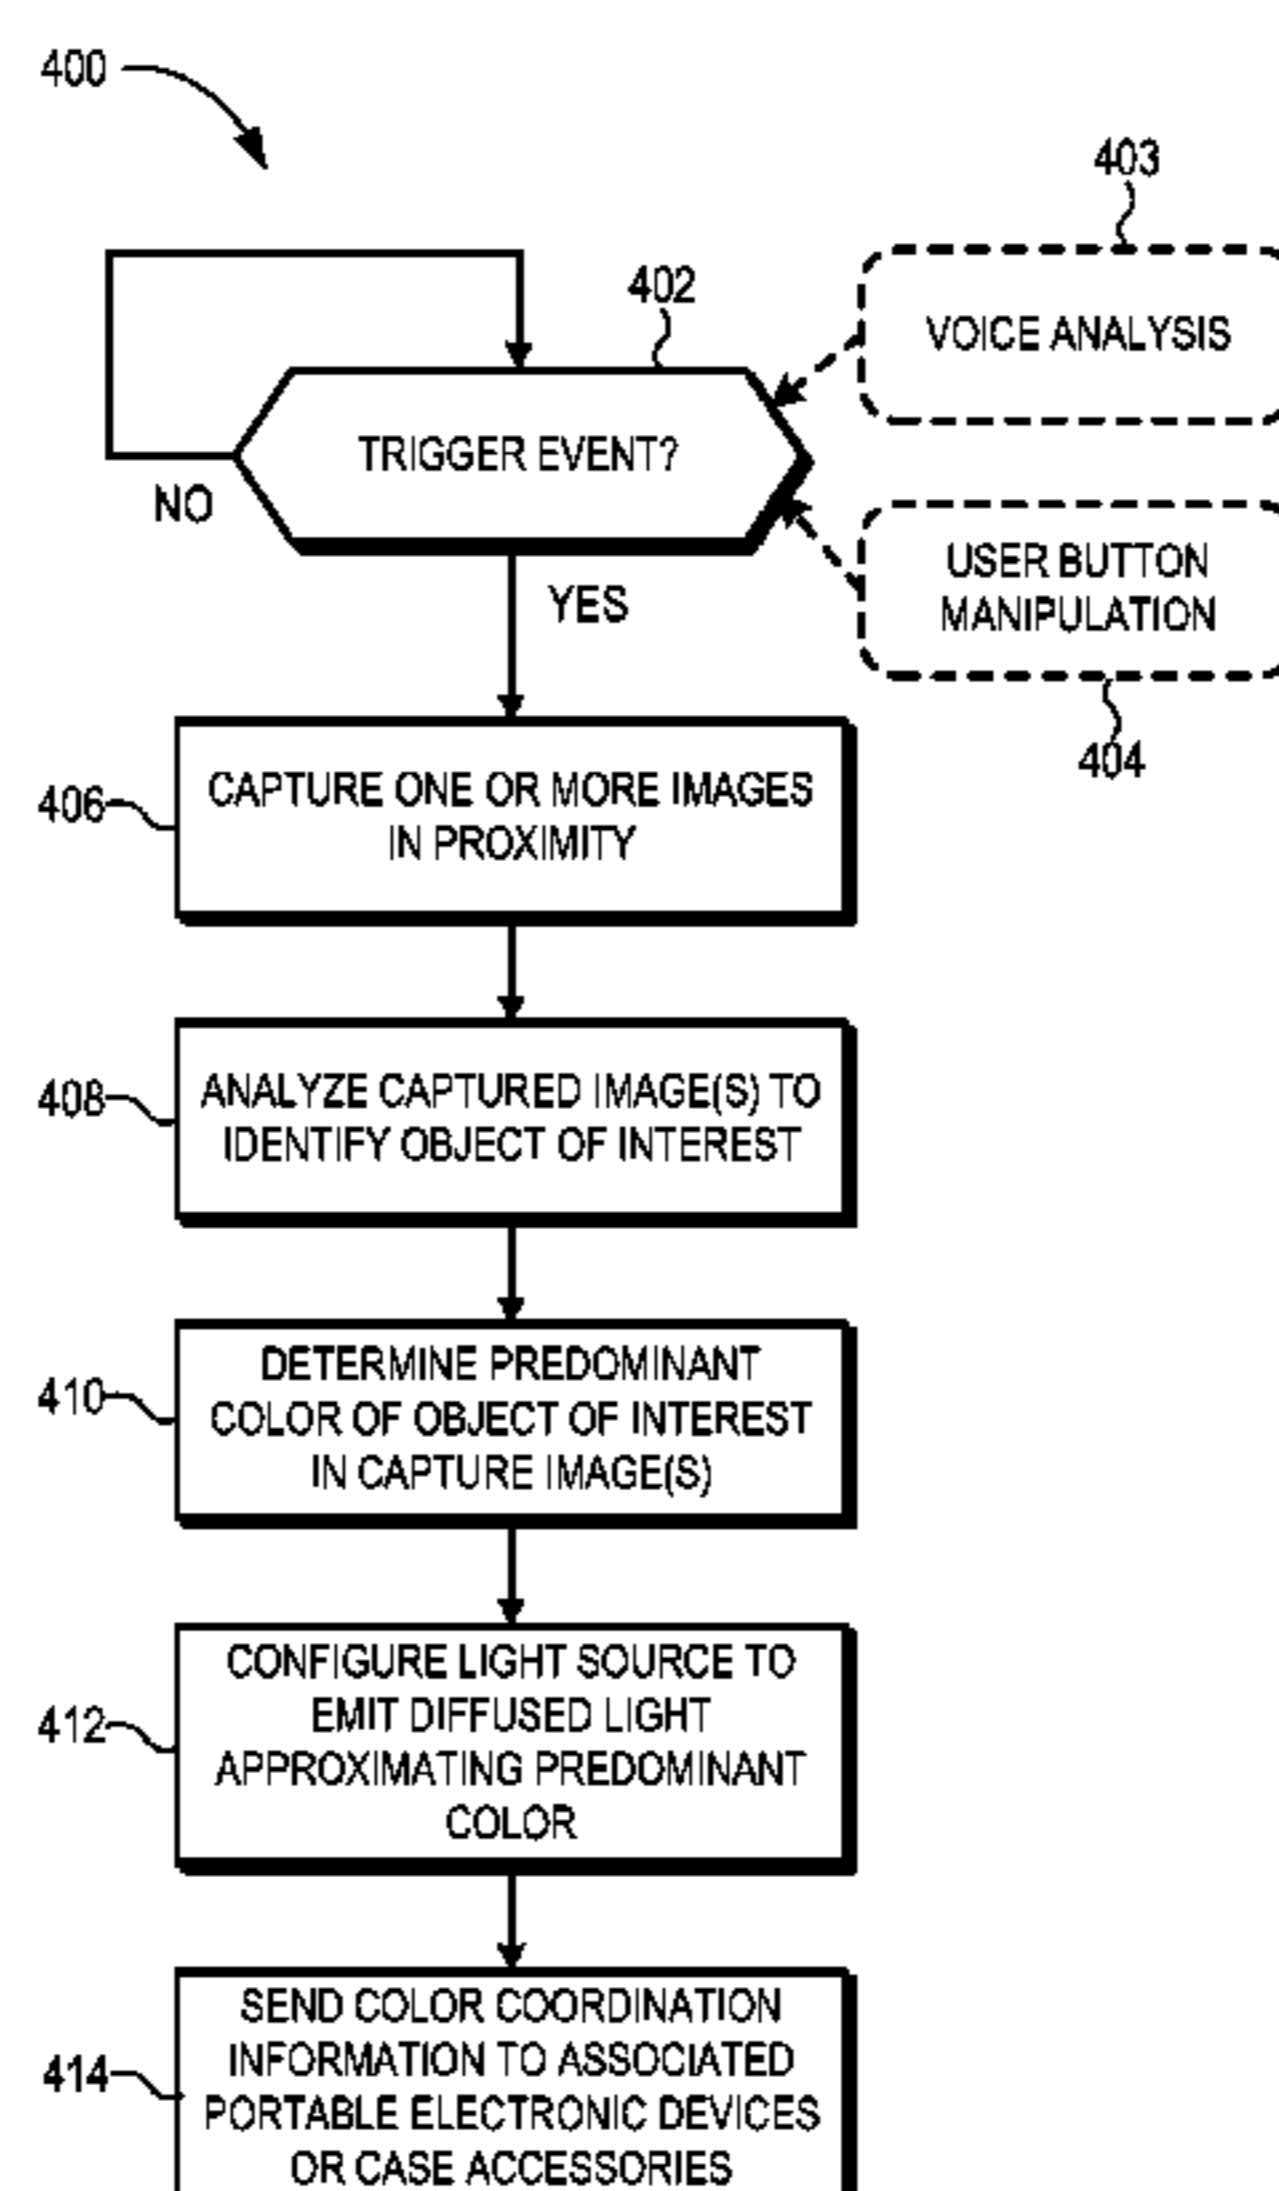 400
403
VOICE ANALYSIS
402
TRIGGER EVENT?
NO
USER BUTTON
MANIPULATION
YES
404
406
CAPTURE ONE OR MORE IMAGES
IN PROXIMITY
408
ANALYZE CAPTURED IMAGE(S) TO
IDENTIFY OBJECT OF INTEREST
410
DETERMINE PREDOMINANT
COLOR OF OBJECT OF INTEREST
IN CAPTURE IMAGE(S)
412
CONFIGURE LIGHT SOURCE TO
EMIT DIFFUSED LIGHT
APPROXIMATING PREDOMINANT
COLOR
414
SEND COLOR COORDINATION
INFORMATION TO ASSOCIATED
PORTABLE ELECTRONIC DEVICES
OR CASE ACCESSORIES